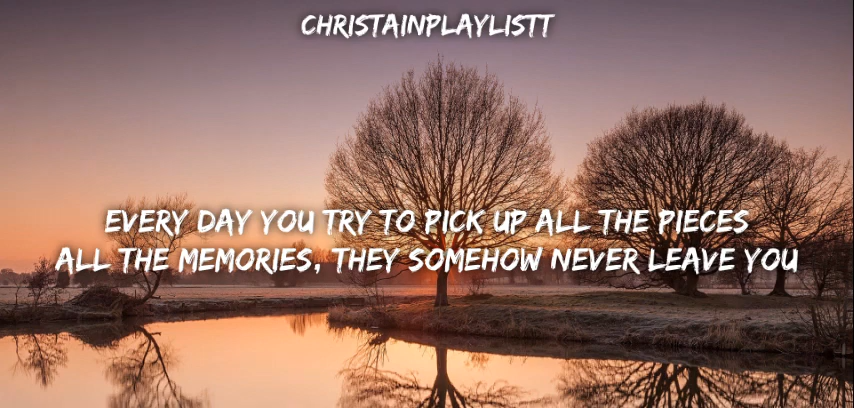 CHRISTAINPLAYLISTT
EVERY DAY YOU TRY TO PICK UP ALL THE PIECES
ALL THE MEMORIES, THEY SOMEHOW NEVER LEAVE YOU